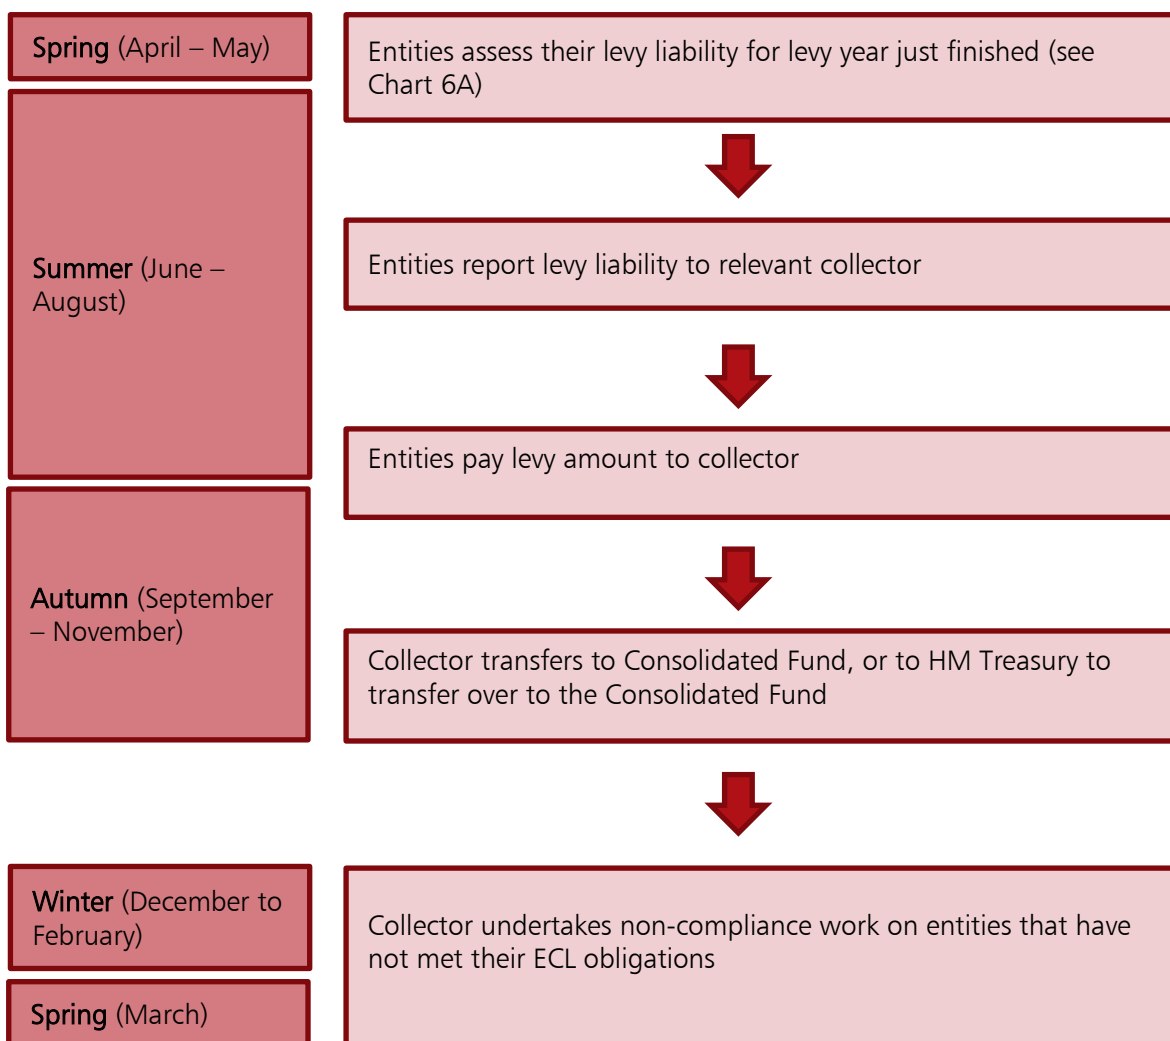 Spring (April – May)
Entities assess their levy liability for levy year just finished (see
Chart 6A)
Summer (June –
August)
Entities report levy liability to relevant collector
Entities pay levy amount to collector
Autumn (September
– November)
Collector transfers to Consolidated Fund, or to HM Treasury to
transfer over to the Consolidated Fund
Winter (December to
February)
Collector undertakes non-compliance work on entities that have
not met their ECL obligations
Spring (March)